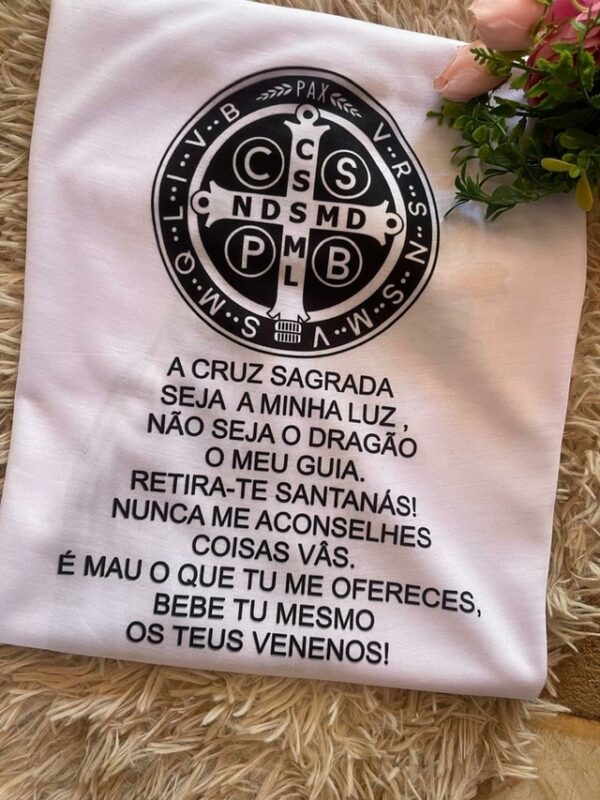 PAX
V·R·S··N··S··M··V··S··M··Q··L·I·V·B
C S
C
S
S
M
L
N D S M D
P B
A CRUZ SAGRADA
SEJA A MINHA LUZ ,
NÃO SEJA O DRAGÃO
O MEU GUIA.
RETIRA-TE SANTANÁS!
NUNCA ME ACONSELHES
COISAS VÂS.
É MAU O QUE TU ME OFERECES,
BEBE TU MESMO
OS TEUS VENENOS!